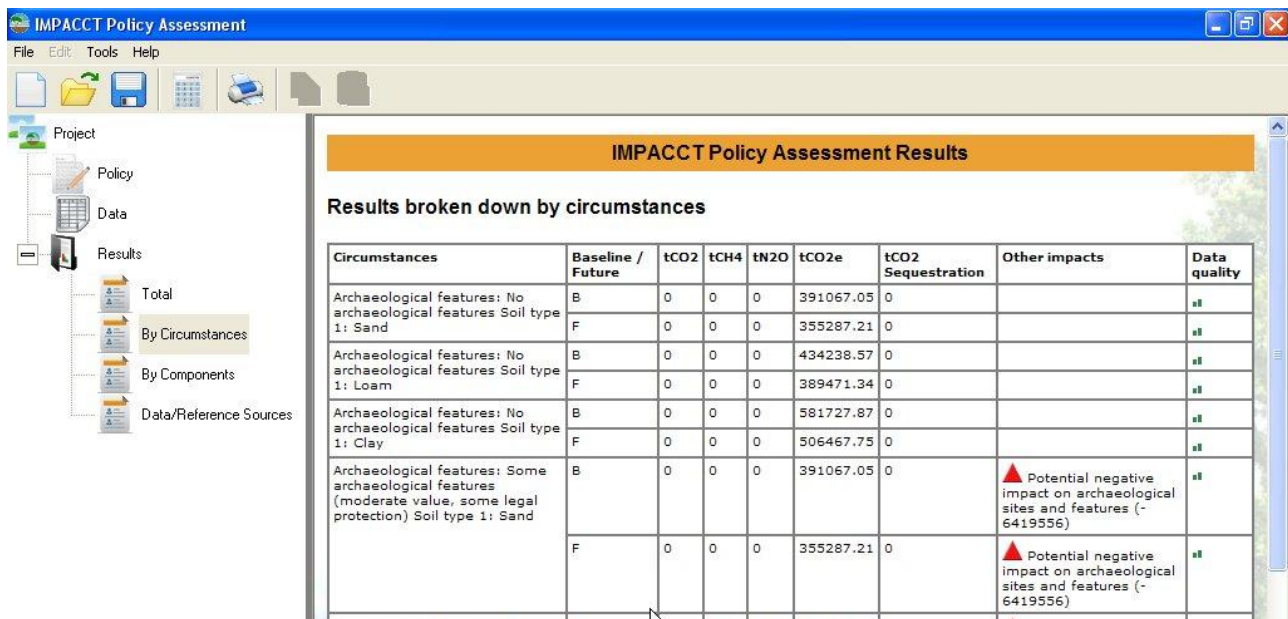 IMPACCT Policy Assessment
File Edit Tools Help
Project
Policy
Data
Results
Total
By Circumstances
By Components
Data/Reference Sources
IMPACCT Policy Assessment Results
Results broken down by circumstances
Circumstances Baseline / Future tCO2 tCH4 tN2O tCO2e tCO2 Sequestration Other impacts Data quality
Archaeological features: No
archaeological features Soil type
1: Sand
B 0 0 0 391067.05 0
F 0 0 0 355287.21 0
Archaeological features: No
archaeological features Soil type
1: Loam
B 0 0 0 434238.57 0
F 0 0 0 389471.34 0
Archaeological features: No
archaeological features Soil type
1: Clay
B 0 0 0 581727.87 0
F 0 0 0 506467.75 0
Archaeological features: Some
archaeological features
(moderate value, some legal
protection) Soil type 1: Sand
B 0 0 0 391067.05 0
Potential negative
impact on archaeological
sites and features (-
6419556)
F 0 0 0 355287.21 0
Potential negative
impact on archaeological
sites and features (-
6419556)